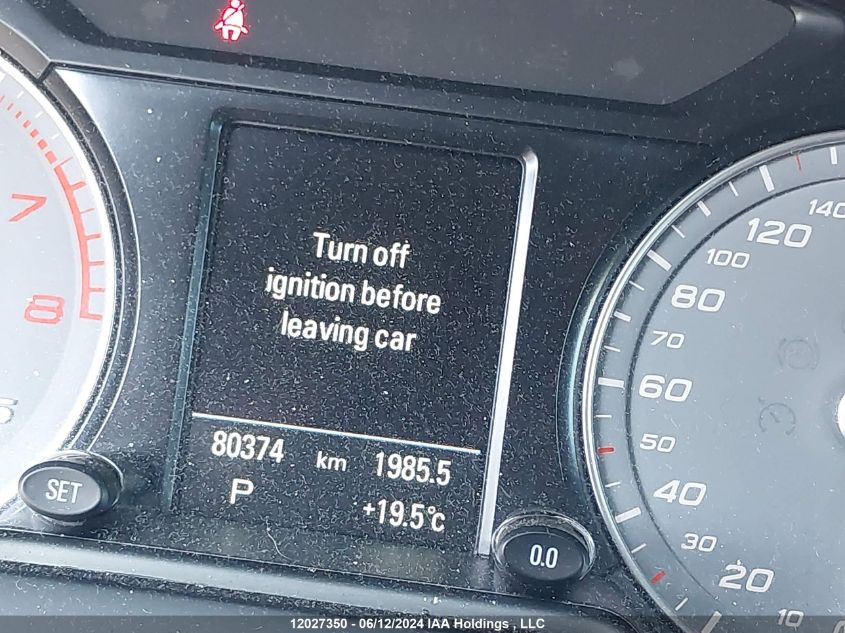 Turn off
ignition before
leaving car
80374 km 1985.5
P +19.5°C
SET
0.0
7
8
140
120
100
80
70
60
50
40
30
20
10
12027350 - 06/12/2024 IAA Holdings , LLC